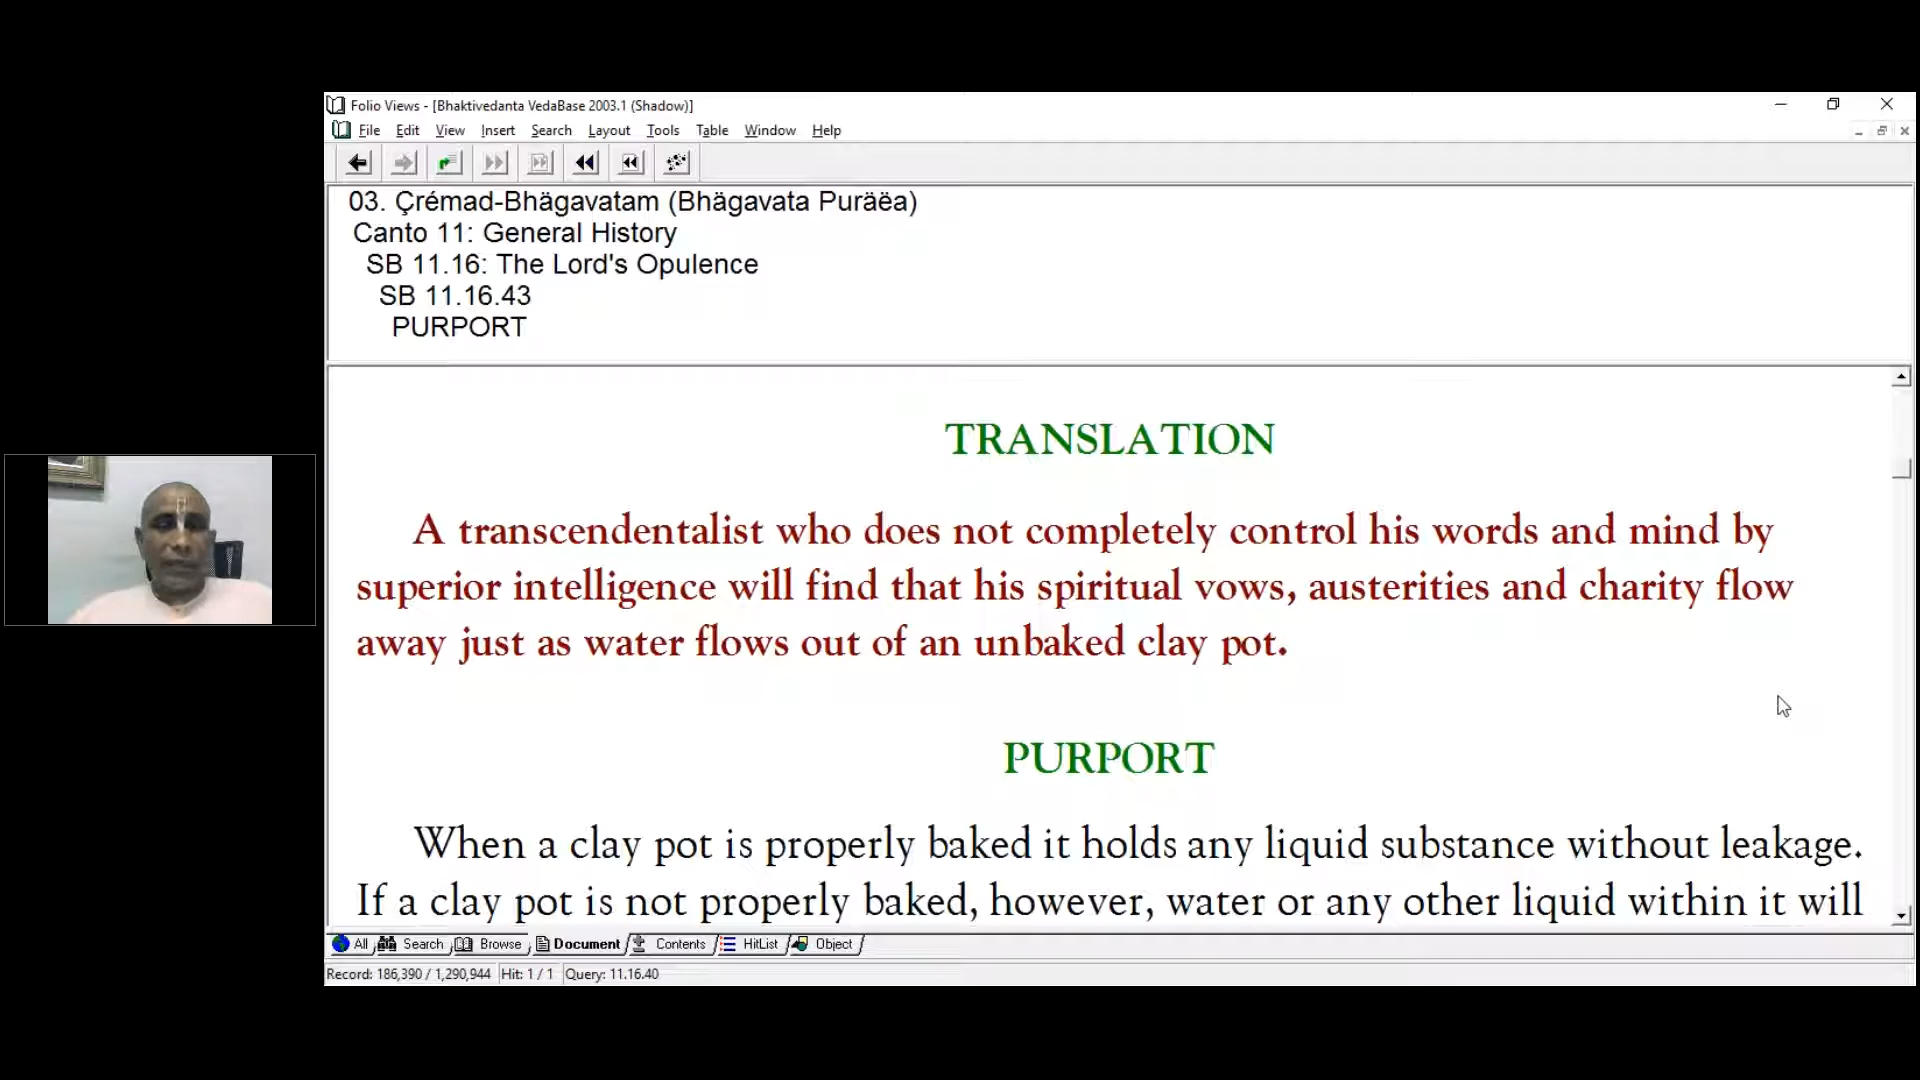 Folio Views - [Bhaktivedanta VedaBase 2003.1 (Shadow)]
File Edit View Insert Search Layout Tools Table Window Help
03. Çrémad-Bhägavatam (Bhägavata Puräëa)
Canto 11: General History
SB 11.16: The Lord's Opulence
SB 11.16.43
PURPORT
TRANSLATION
A transcendentalist who does not completely control his words and mind by
superior intelligence will find that his spiritual vows, austerities and charity flow
away just as water flows out of an unbaked clay pot.
PURPORT
When a clay pot is properly baked it holds any liquid substance without leakage.
If a clay pot is not properly baked, however, water or any other liquid within it will
All Search Browse Document Contents HitList Object
Record: 186,390 / 1,290,944 Hit: 1 / 1 Query: 11.16.40